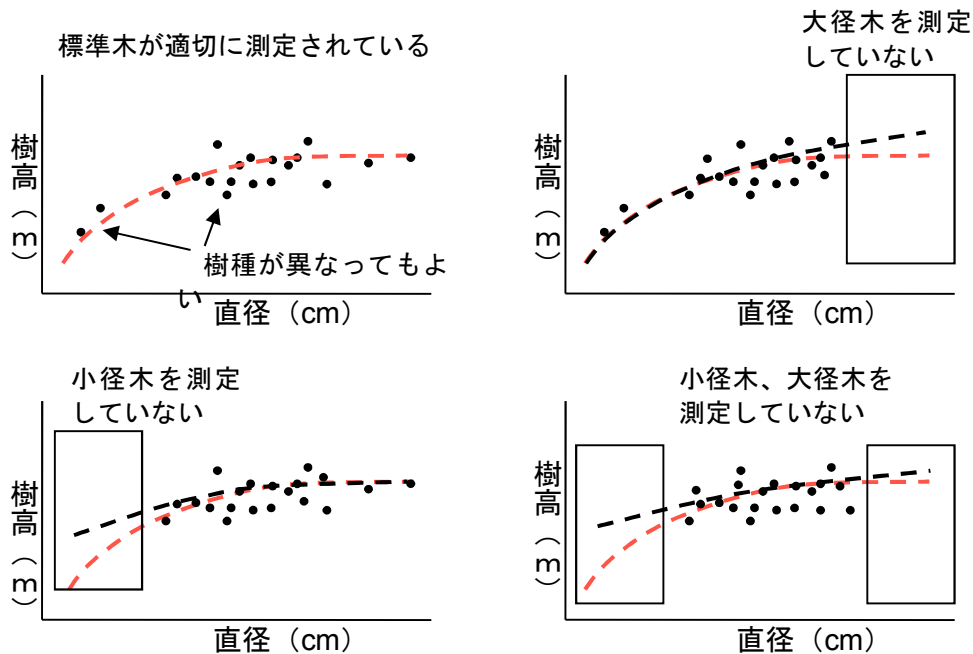 標準木が適切に測定されている
樹高（m）
樹種が異なってもよ
い
直径（cm）
大径木を測定
していない
樹高（m）
直径（cm）
小径木を測定
していない
樹高（m）
直径（cm）
小径木、大径木を
測定していない
樹高（m）
直径（cm）